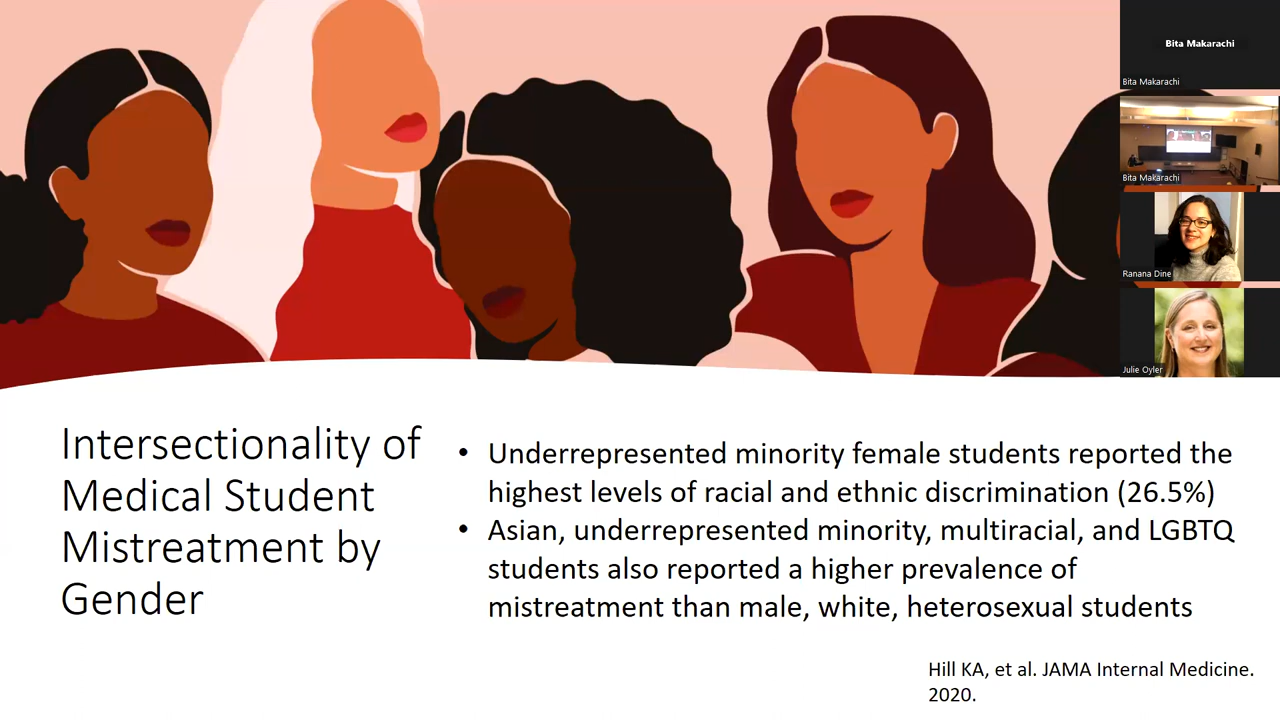 Bita Makarachi
Bita Makarachi
Bita Makarachi
Ranana Dine
Julie Oyler
Intersectionality of
Medical Student
Mistreatment by
Gender
• Underrepresented minority female students reported the
highest levels of racial and ethnic discrimination (26.5%)
• Asian, underrepresented minority, multiracial, and LGBTQ
students also reported a higher prevalence of
mistreatment than male, white, heterosexual students
Hill KA, et al. JAMA Internal Medicine.
2020.